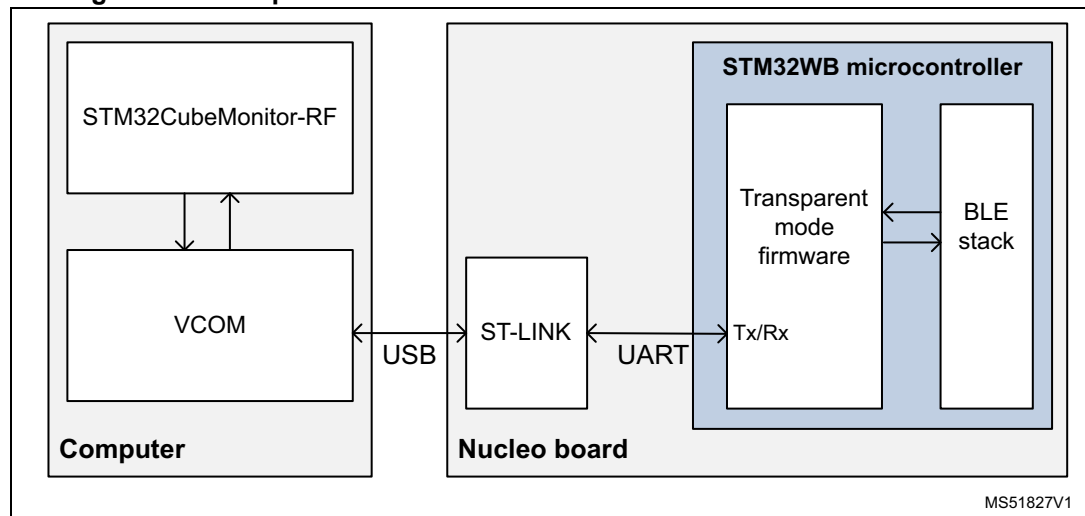 STM32CubeMonitor-RF
VCOM
Computer
USB
ST-LINK
UART
STM32WB microcontroller
Transparent
mode
firmware
Tx/Rx
BLE
stack
Nucleo board
MS51827V1